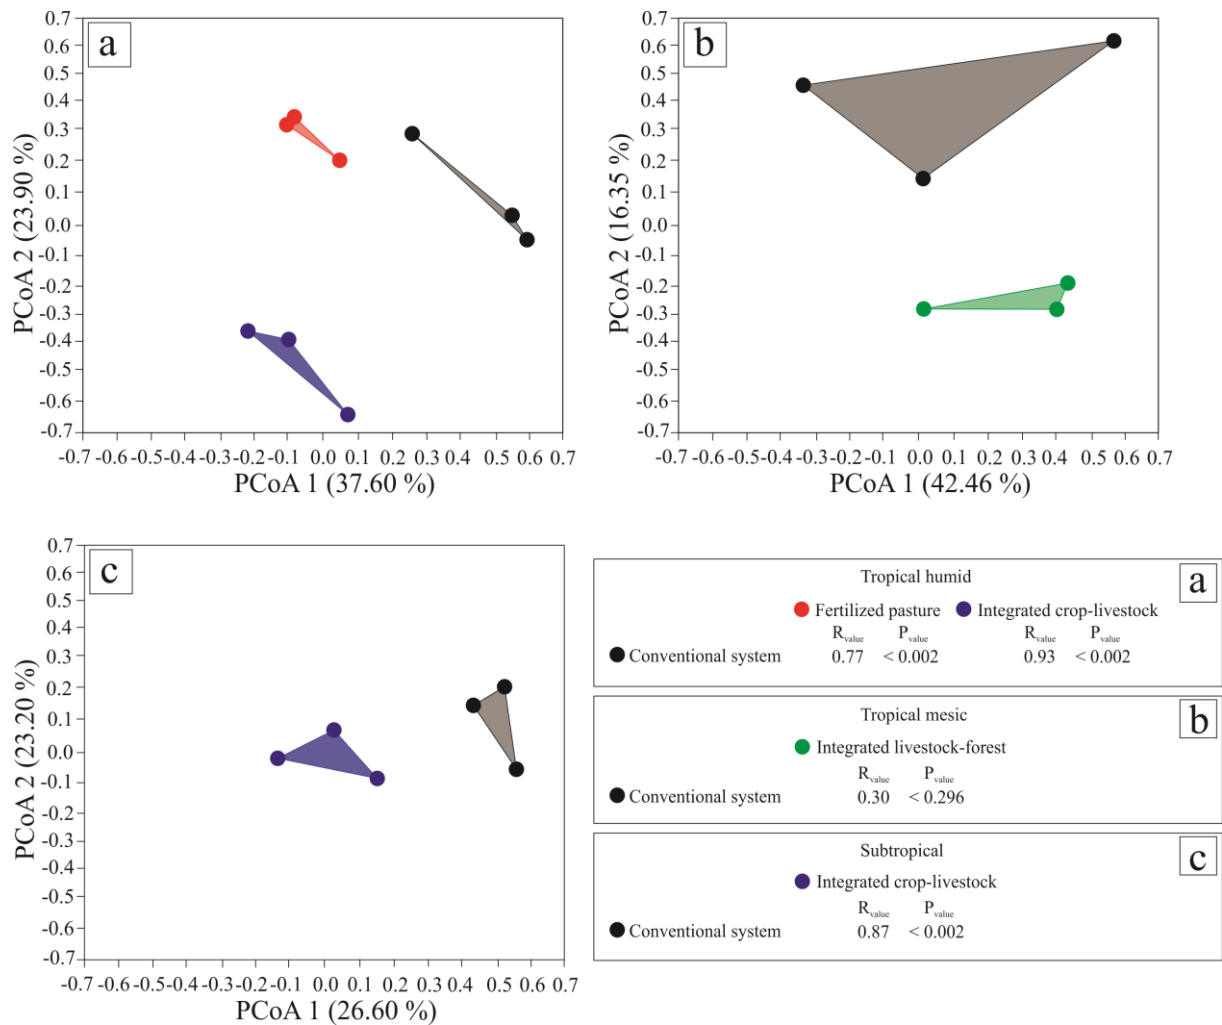 a
0.7
0.6
0.5
0.4
0.3
0.2
0.1
0.0
-0.1
-0.2
-0.3
-0.4
-0.5
-0.6
-0.7
PCoA 2 (23.90 %)
-0.7 -0.6 -0.5 -0.4 -0.3 -0.2 -0.1 0.0 0.1 0.2 0.3 0.4 0.5 0.6 0.7
PCoA 1 (37.60 %)
b
0.7
0.6
0.5
0.4
0.3
0.2
0.1
0.0
-0.1
-0.2
-0.3
-0.4
-0.5
-0.6
-0.7
PCoA 2 (16.35 %)
-0.7 -0.6 -0.5 -0.4 -0.3 -0.2 -0.1 0.0 0.1 0.2 0.3 0.4 0.5 0.6 0.7
PCoA 1 (42.46 %)
c
0.7
0.6
0.5
0.4
0.3
0.2
0.1
0.0
-0.1
-0.2
-0.3
-0.4
-0.5
-0.6
-0.7
PCoA 2 (23.20 %)
-0.7 -0.6 -0.5 -0.4 -0.3 -0.2 -0.1 0.0 0.1 0.2 0.3 0.4 0.5 0.6 0.7
PCoA 1 (26.60 %)
Tropical humid a
Fertilized pasture Integrated crop-livestock
Rvalue Pvalue Rvalue Pvalue
Conventional system 0.77 < 0.002 0.93 < 0.002
Tropical mesic b
Integrated livestock-forest
Rvalue Pvalue
Conventional system 0.30 < 0.296
Subtropical c
Integrated crop-livestock
Rvalue Pvalue
Conventional system 0.87 < 0.002